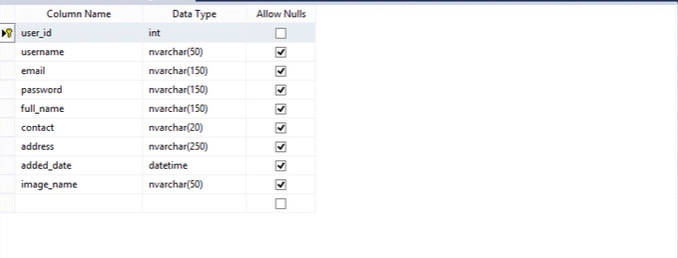 Column Name Data Type Allow Nulls
user_id int
username nvarchar(50)
email nvarchar(150)
password nvarchar(150)
full_name nvarchar(150)
contact nvarchar(20)
address nvarchar(250)
added_date datetime
image_name nvarchar(50)